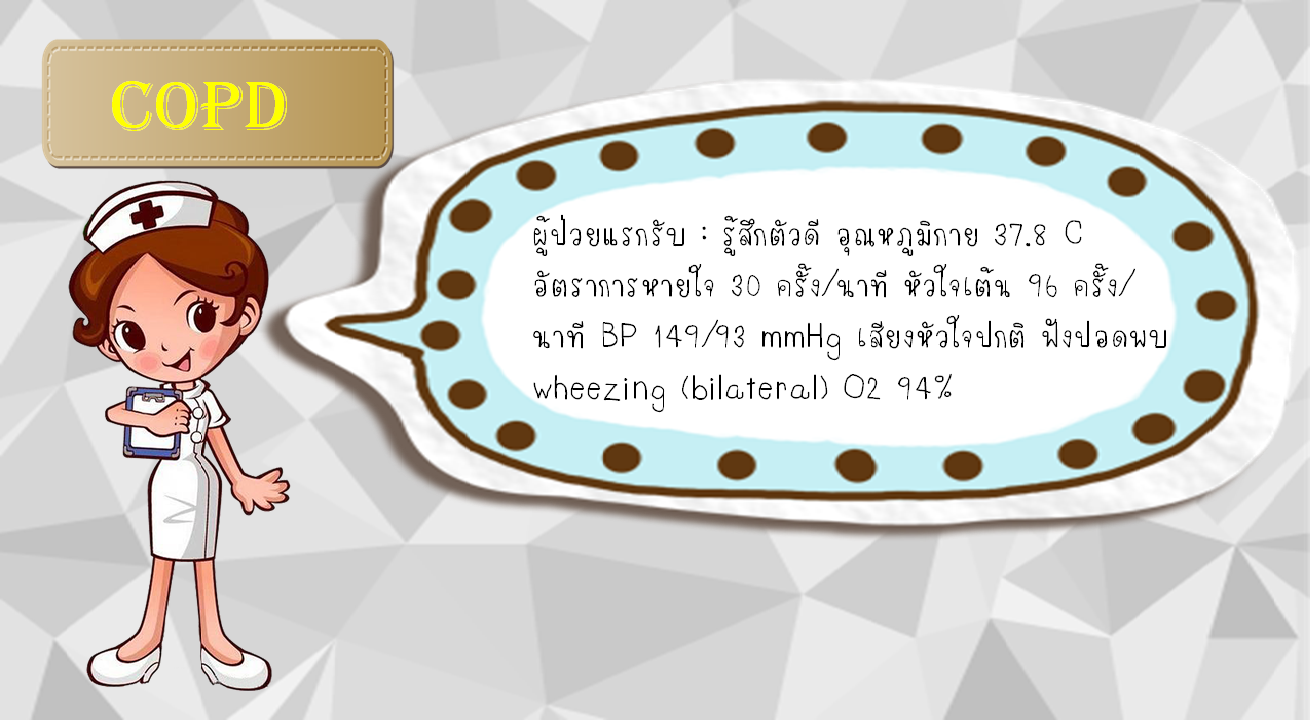 COPD
ผู้ป่วยแรกรับ : รู้สึกตัวดี อุณหภูมิกาย 37.8 C
อัตราการหายใจ 30 ครั้ง/นาที หัวใจเต้น 96 ครั้ง/
นาที BP 149/93 mmHg เสียงหัวใจปกติ ฟังปอดพบ
wheezing (bilateral) O2 94%